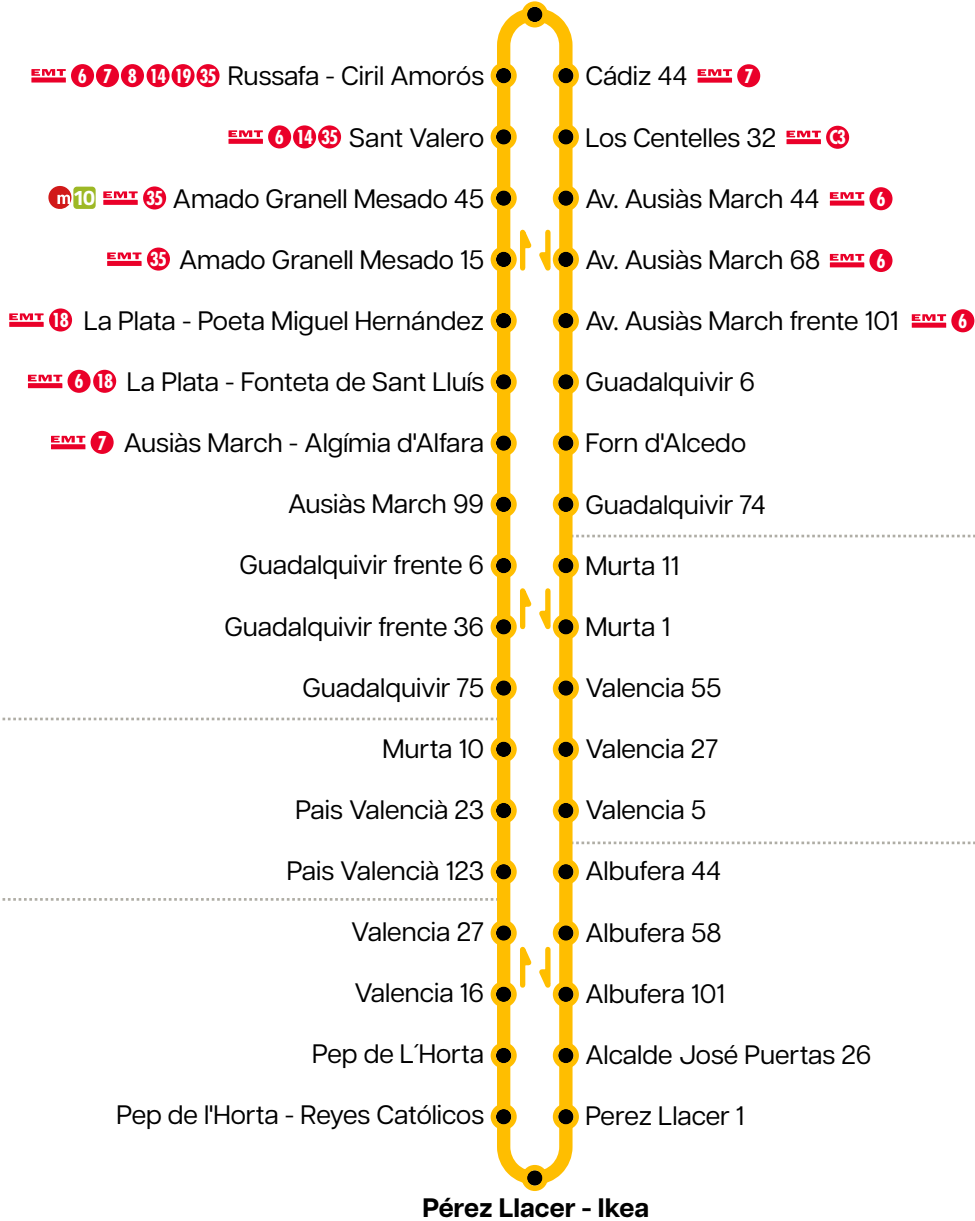 EMT 6 7 8 14 19 35 Russafa - Ciril Amorós
Cádiz 44 EMT 7
EMT 6 14 35 Sant Valero
Los Centelles 32 EMT C3
m 10 EMT 35 Amado Granell Mesado 45
Av. Ausiàs March 44 EMT 6
EMT 35 Amado Granell Mesado 15
Av. Ausiàs March 68 EMT 6
EMT 18 La Plata - Poeta Miguel Hernández
Av. Ausiàs March frente 101 EMT 6
EMT 6 18 La Plata - Fonteta de Sant Lluís
Guadalquivir 6
EMT 7 Ausiàs March - Algímia d'Alfara
Forn d'Alcedo
Ausiàs March 99
Guadalquivir 74
Guadalquivir frente 6
Murta 11
Guadalquivir frente 36
Murta 1
Guadalquivir 75
Valencia 55
Murta 10
Valencia 27
Pais Valencià 23
Valencia 5
Pais Valencià 123
Albufera 44
Valencia 27
Albufera 58
Valencia 16
Albufera 101
Pep de L´Horta
Alcalde José Puertas 26
Pep de l'Horta - Reyes Católicos
Perez Llacer 1
Pérez Llacer - Ikea